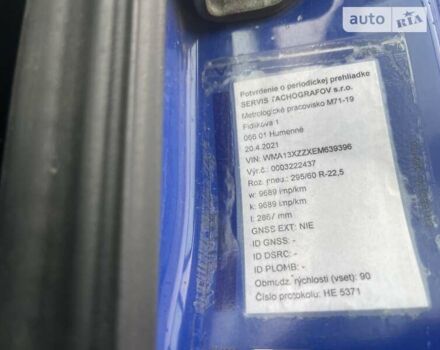 auto RIA
Potvrdenie o periodickej prehliadke
SERVIS TACHOGRAFOV s.r.o.
Metrologické pracovisko M71-19
Fidlíkova 1
066 01 Humenné
20.4.2021
VIN: WMA13XZZXEM639396
Výr.č.: 0003222437
Roz. pneu.: 295/60 R-22,5
w: 9689 imp/km
k: 9689 imp/km
l: 2867 mm
GNSS EXT: NIE
ID GNSS: -
ID DSRC: -
ID PLOMB: -
Obmedz. rýchlosti (vset): 90
Číslo protokolu: HE 5371